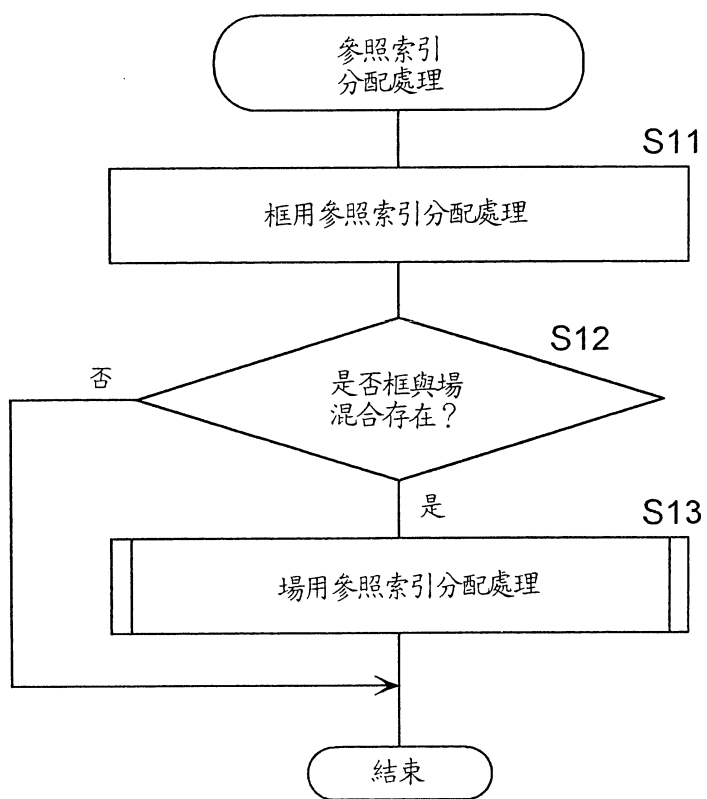 參照索引
分配處理
S11
框用參照索引分配處理
S12
是否框與場
混合存在？
否
是
S13
場用參照索引分配處理
結束